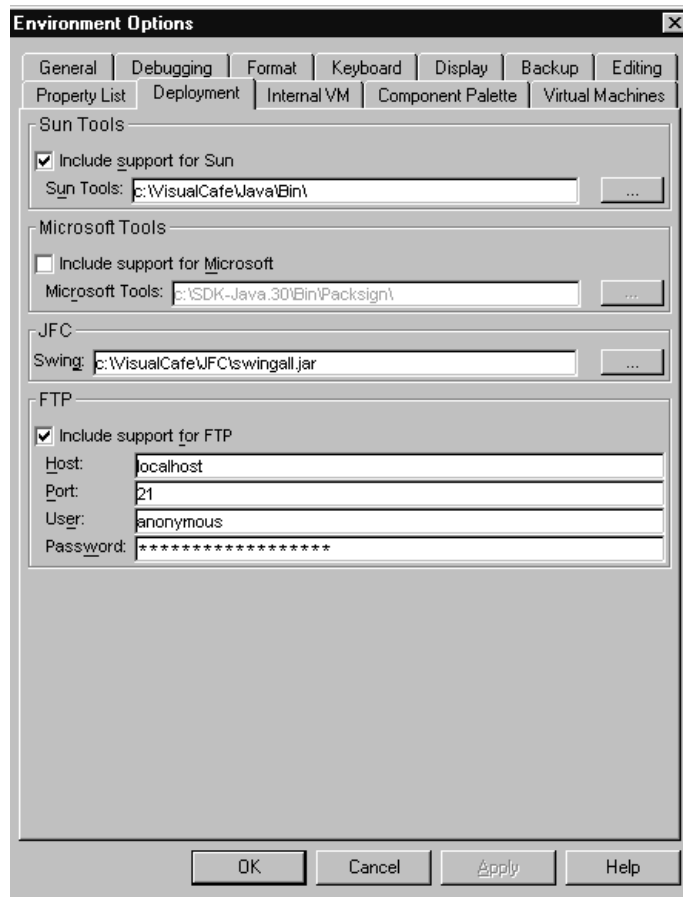 Environment Options
General Debugging Format Keyboard Display Backup Editing
Property List Deployment Internal VM Component Palette Virtual Machines
Sun Tools
Include support for Sun
Sun Tools: c:\VisualCafe\Java\Bin\ ...
Microsoft Tools
Include support for Microsoft
Microsoft Tools: c:\SDK-Java.30\Bin\Packsign\ ...
JFC
Swing: c:\VisualCafe\JFC\swingall.jar ...
FTP
Include support for FTP
Host: localhost
Port: 21
User: anonymous
Password: ******************
OK Cancel Apply Help